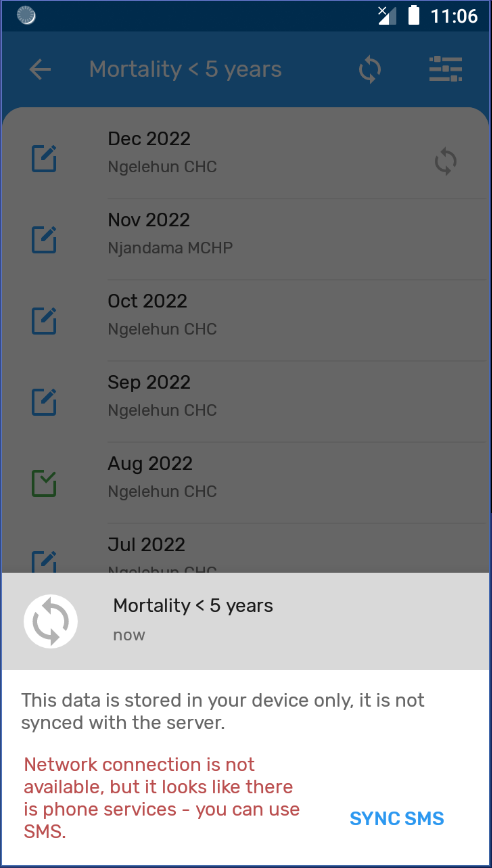 11:06
Mortality < 5 years
Dec 2022
Ngelehun CHC
Nov 2022
Njandama MCHP
Oct 2022
Ngelehun CHC
Sep 2022
Ngelehun CHC
Aug 2022
Ngelehun CHC
Jul 2022
Ngelehun CHC
Mortality < 5 years
now
This data is stored in your device only, it is not
synced with the server.
Network connection is not
available, but it looks like there
is phone services - you can use
SMS.
SYNC SMS